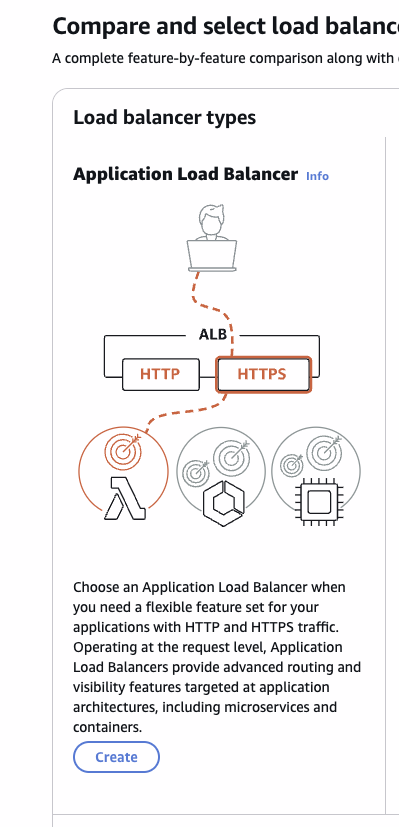 Compare and select load
A complete feature-by-feature comparison along with
Load balancer types
Application Load Balancer Info
ALB
HTTP HTTPS
Choose an Application Load Balancer when
you need a flexible feature set for your
applications with HTTP and HTTPS traffic.
Operating at the request level, Application
Load Balancers provide advanced routing and
visibility features targeted at application
architectures, including microservices and
containers.
Create